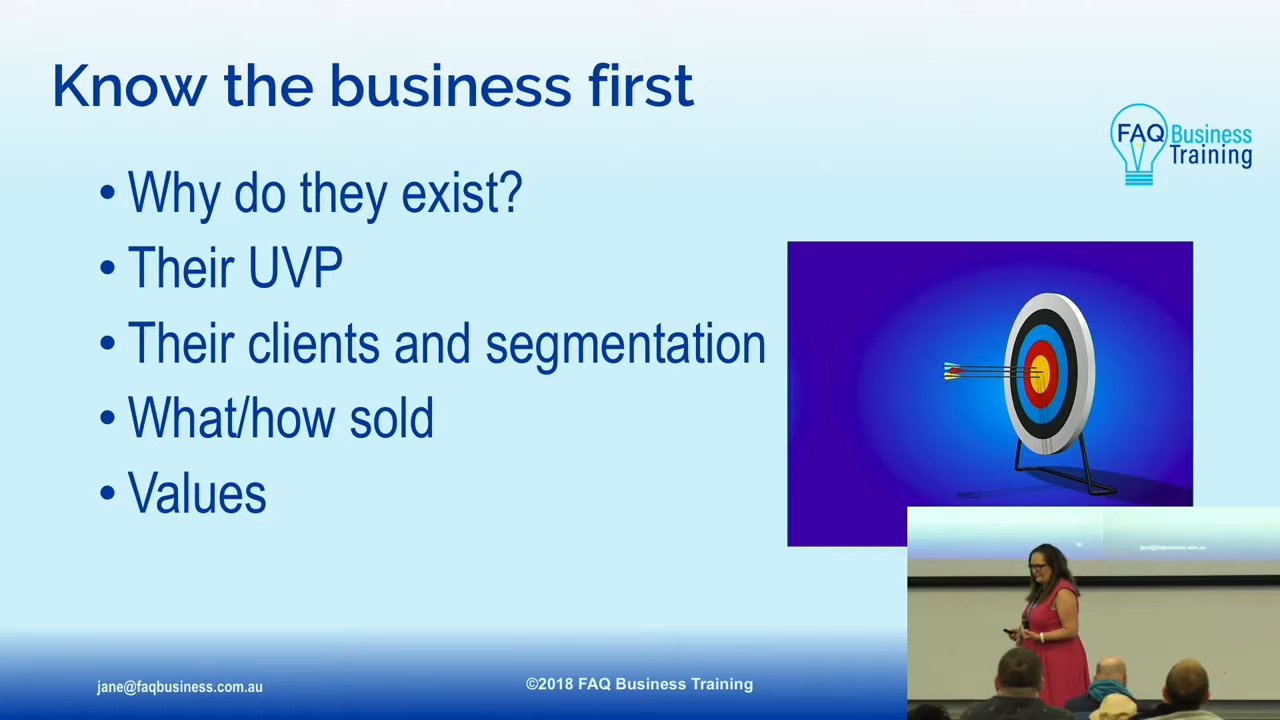 Know the business first
FAQ Business
Training
• Why do they exist?
• Their UVP
• Their clients and segmentation
• What/how sold
• Values
jane@faqbusiness.com.au
©2018 FAQ Business Training